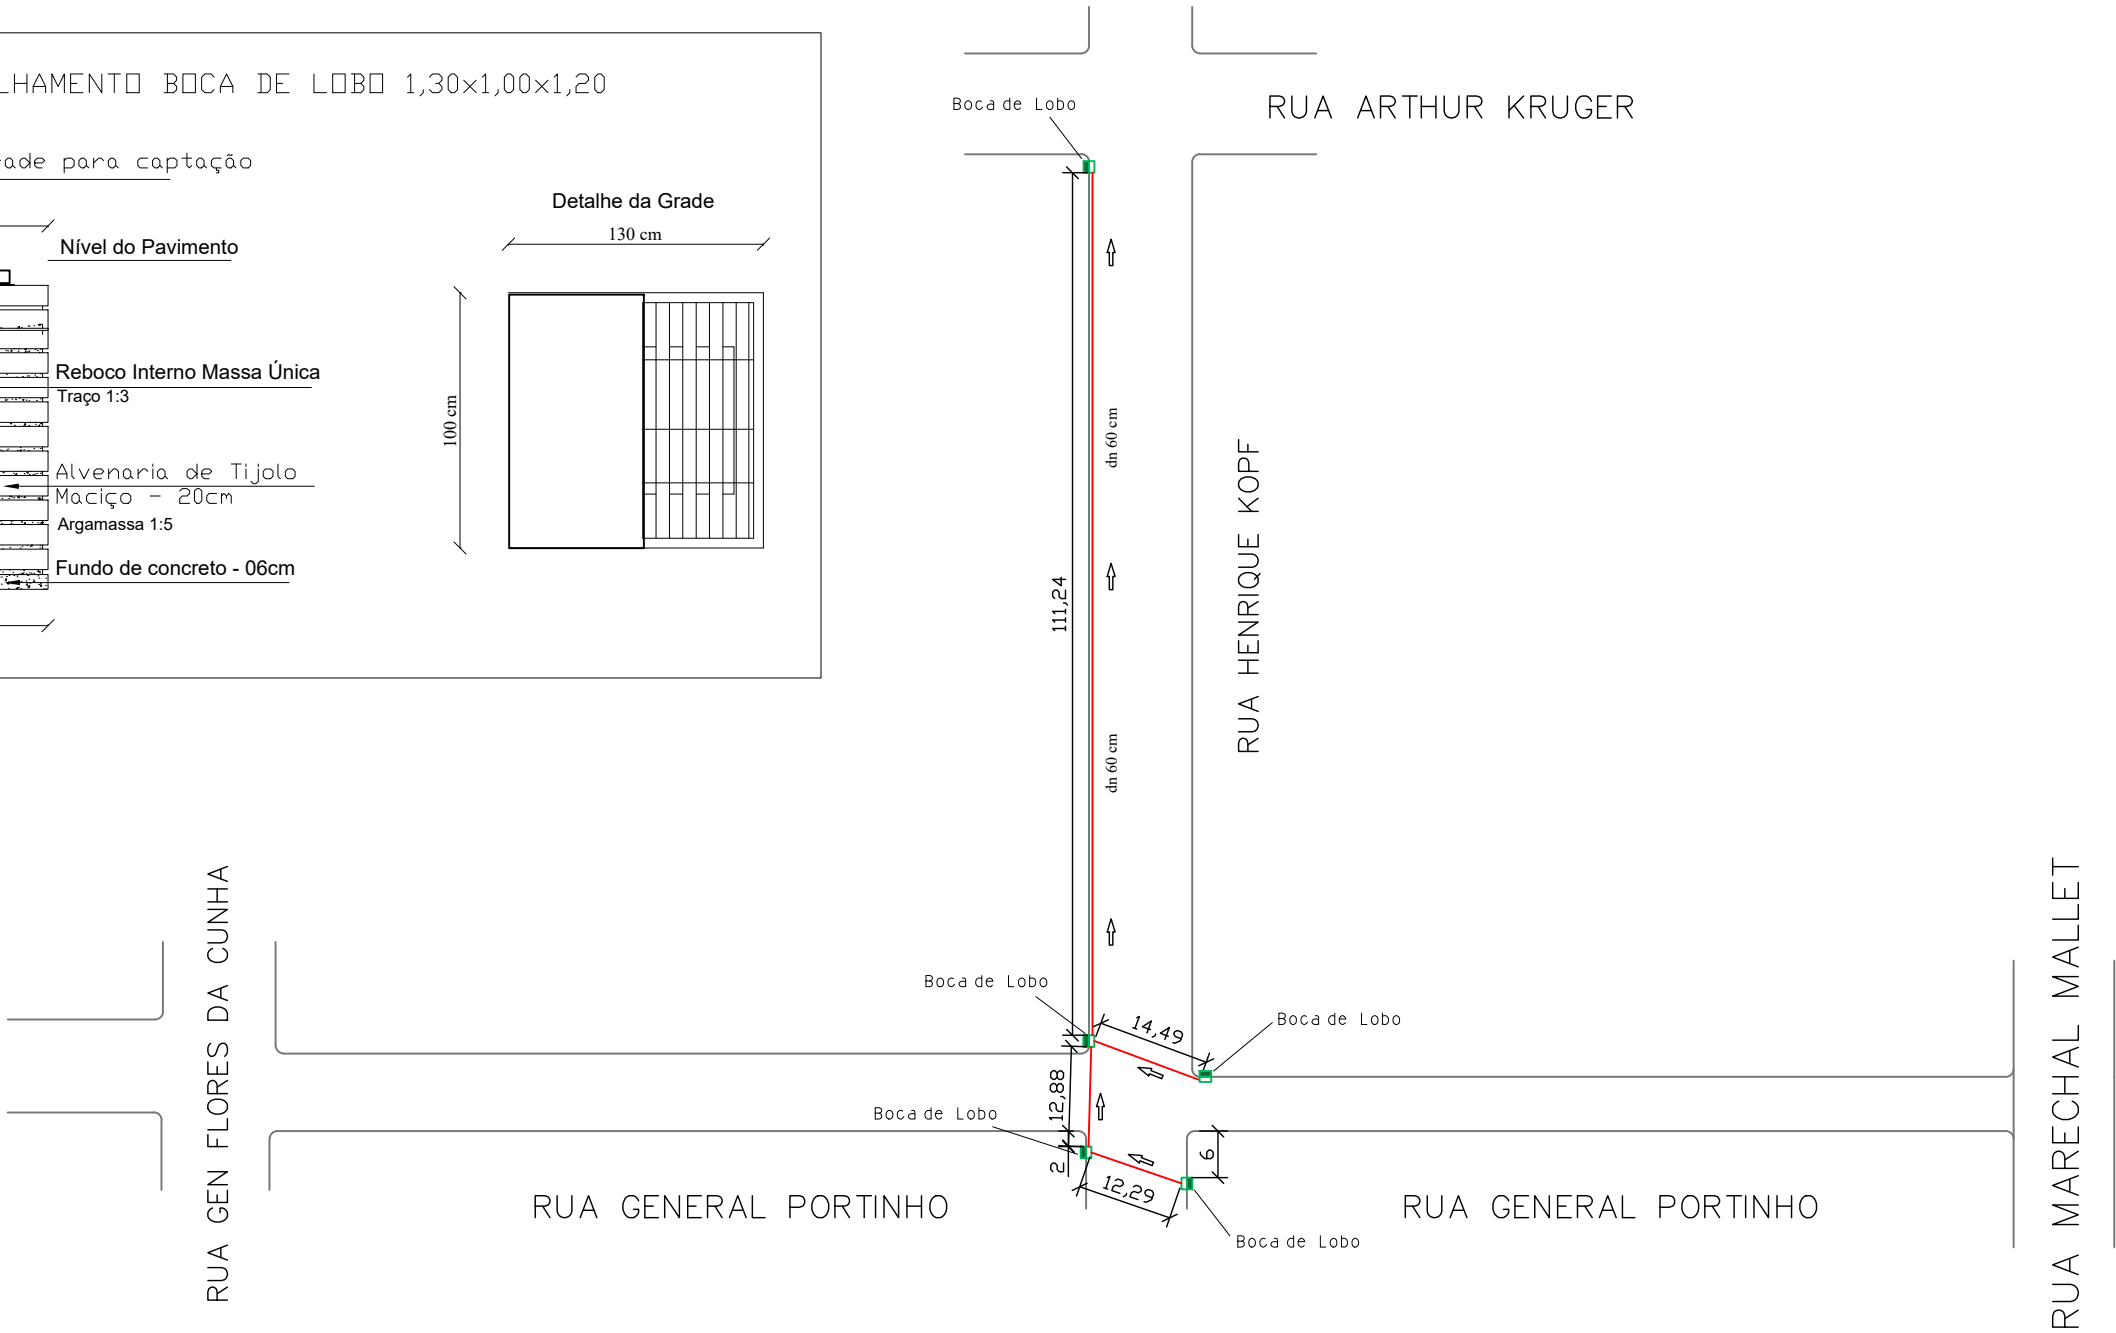 LHAMENTO BOCA DE LOBO 1,30x1,00x1,20
ade para captação
Nível do Pavimento
Reboco Interno Massa Única
Traço 1:3
Alvenaria de Tijolo
Maciço - 20cm
Argamassa 1:5
Fundo de concreto - 06cm
Detalhe da Grade
130 cm
100 cm
Boca de Lobo
RUA ARTHUR KRUGER
dn 60 cm
111,24
RUA HENRIQUE KOPF
dn 60 cm
Boca de Lobo
14,49
Boca de Lobo
12,88
Boca de Lobo
2
12,29
6
Boca de Lobo
RUA GEN FLORES DA CUNHA
RUA GENERAL PORTINHO
RUA GENERAL PORTINHO
RUA MARECHAL MALLET